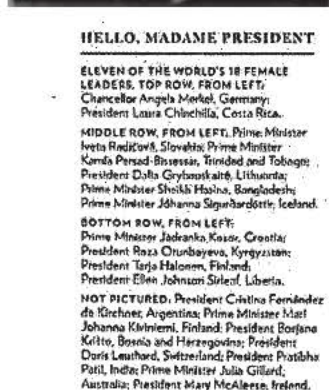 HELLO, MADAME PRESIDENT
ELEVEN OF THE WORLD'S 18 FEMALE
LEADERS. TOP ROW, FROM LEFT:
Chancellor Angela Merkel, Germany;
President Laura Chinchilla, Costa Rica.
MIDDLE ROW, FROM LEFT: Prime Minister
Iveta Radičová, Slovakia; Prime Minister
Kamla Persad-Bissessar, Trinidad and Tobago;
President Dalia Grybauskaitė, Lithuania;
Prime Minister Sheikh Hasina, Bangladesh;
Prime Minister Jóhanna Sigurðardóttir, Iceland.
BOTTOM ROW, FROM LEFT:
Prime Minister Jadranka Kosor, Croatia;
President Roza Otunbayeva, Kyrgyzstan;
President Tarja Halonen, Finland;
President Ellen Johnson Sirleaf, Liberia.
NOT PICTURED: President Cristina Fernández
de Kirchner, Argentina; Prime Minister Mari
Johanna Kiviniemi, Finland; President Borjana
Krišto, Bosnia and Herzegovina; President
Doris Leuthard, Switzerland; President Pratibha
Patil, India; Prime Minister Julia Gillard,
Australia; President Mary McAleese, Ireland.